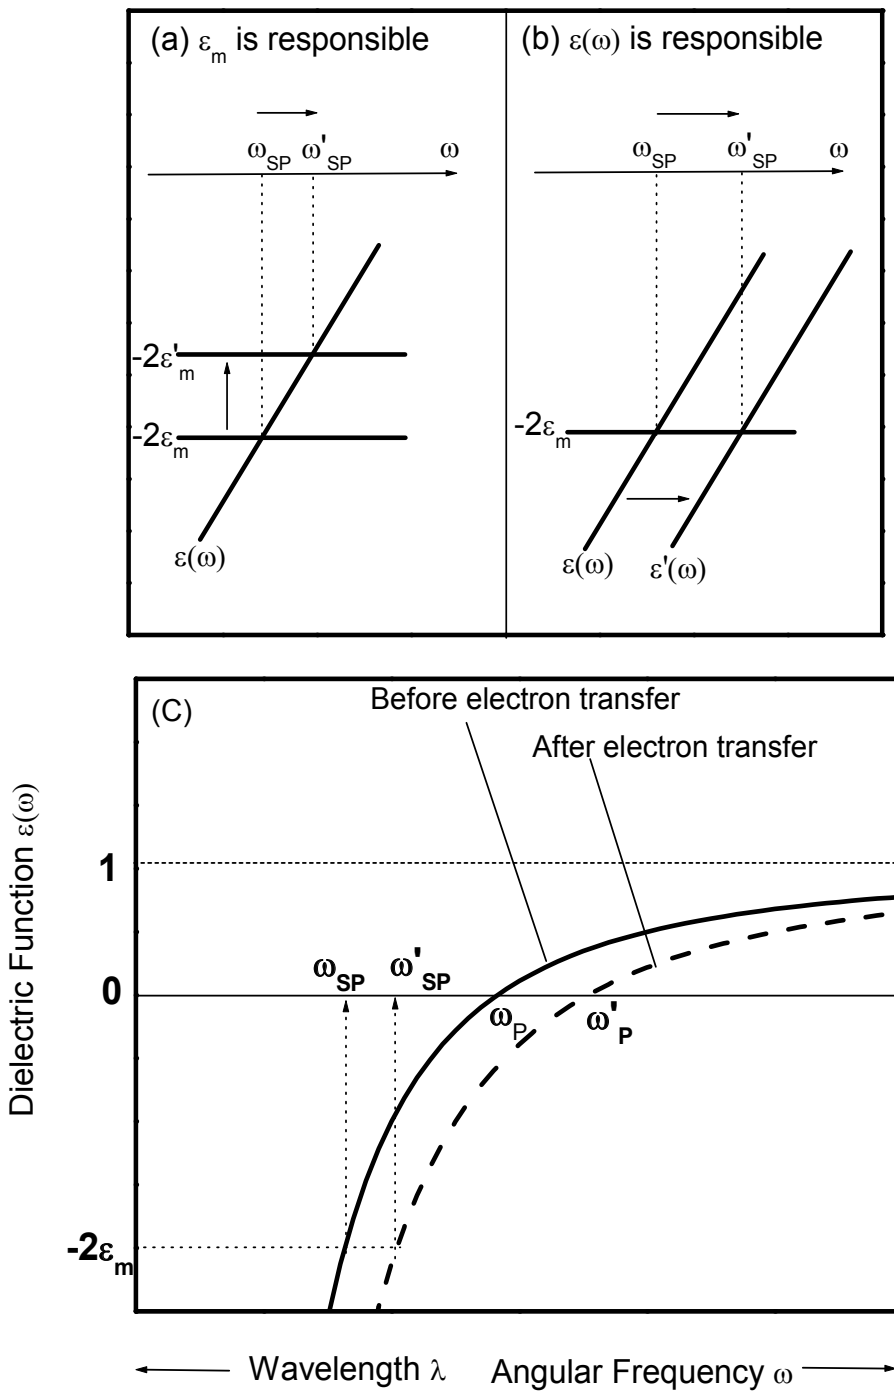 (a) εm is responsible
(b) ε(ω) is responsible
ωSP ω'SP ω
ωSP ω'SP ω
-2ε'm
-2εm
-2εm
ε(ω)
ε(ω) ε'(ω)
(C)
Before electron transfer
After electron transfer
Dielectric Function ε(ω)
1
ωSP ω'SP
0
ωP ω'P
-2εm
Wavelength λ Angular Frequency ω